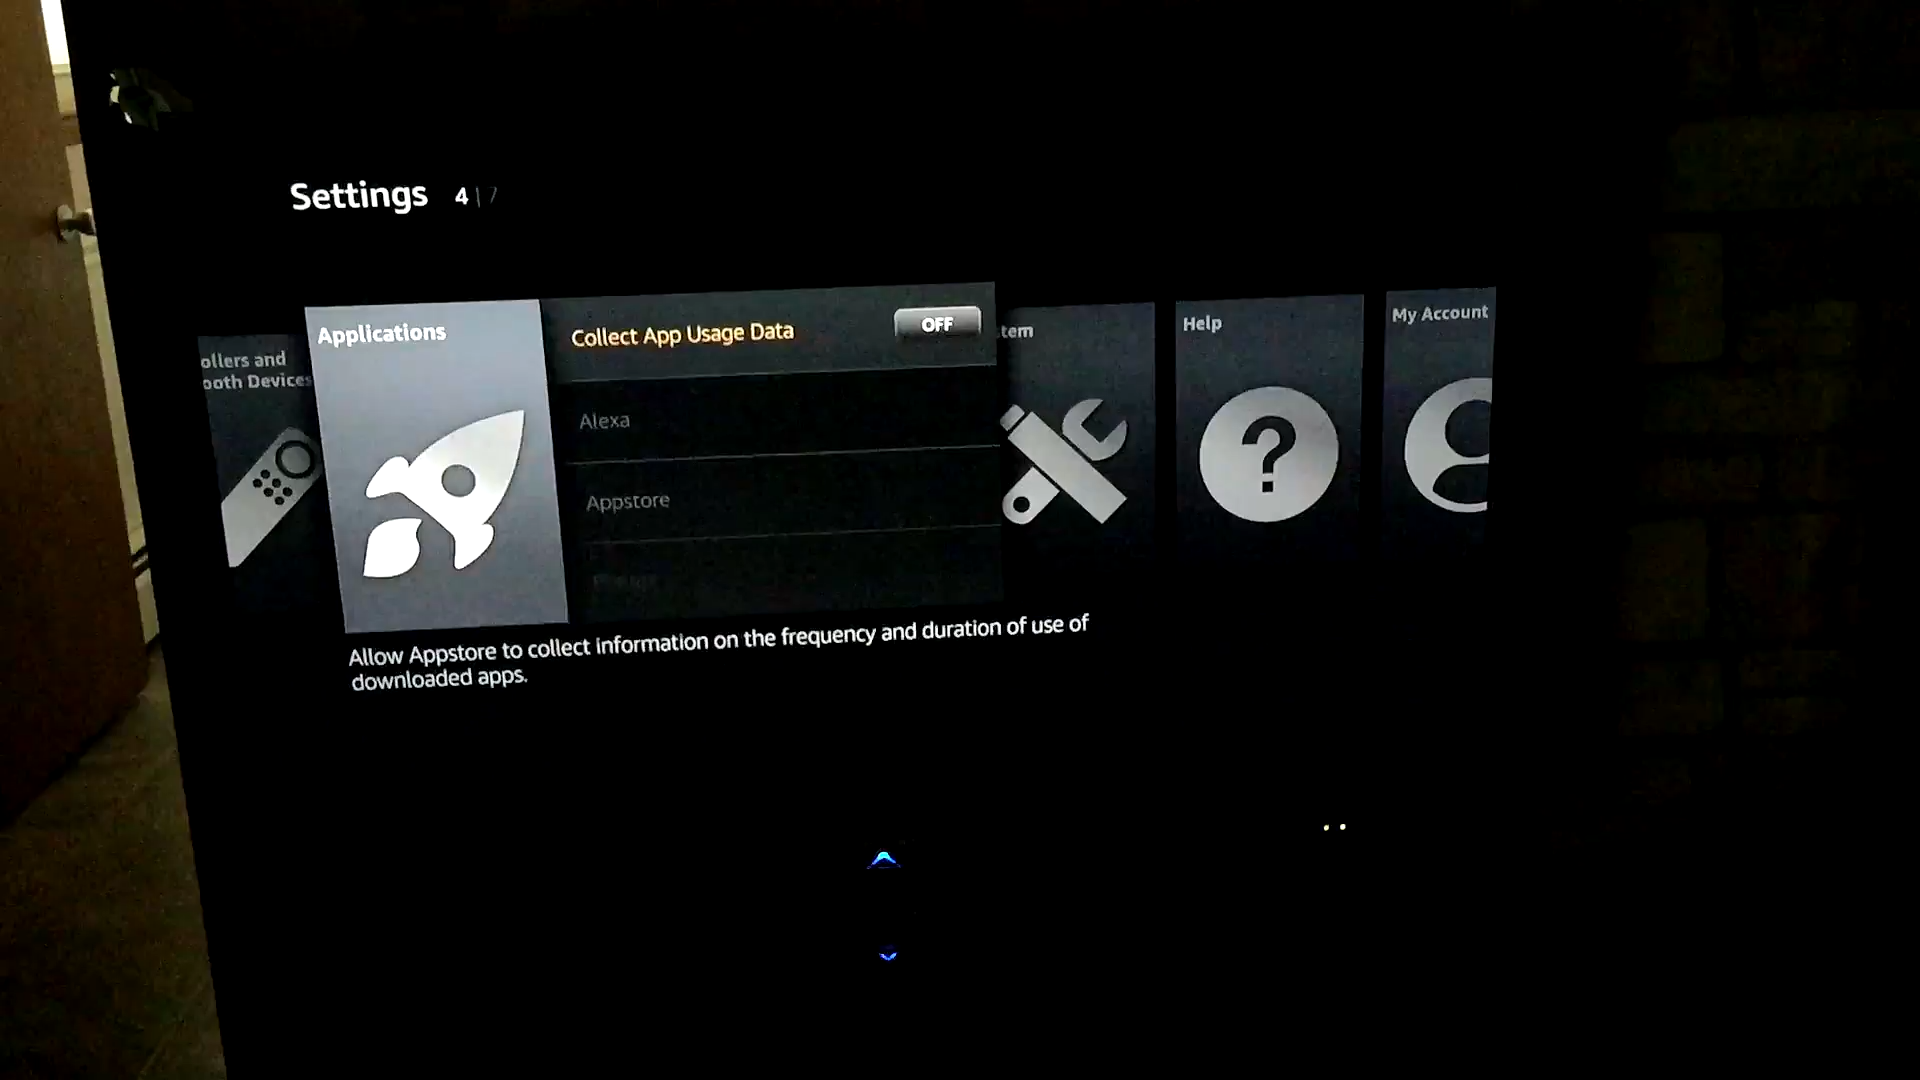 Settings 4 | 7
ollers and
ooth Devices
Applications
Collect App Usage Data
OFF
Alexa
Appstore
tem
Help
?
My Account
Allow Appstore to collect information on the frequency and duration of use of
downloaded apps.